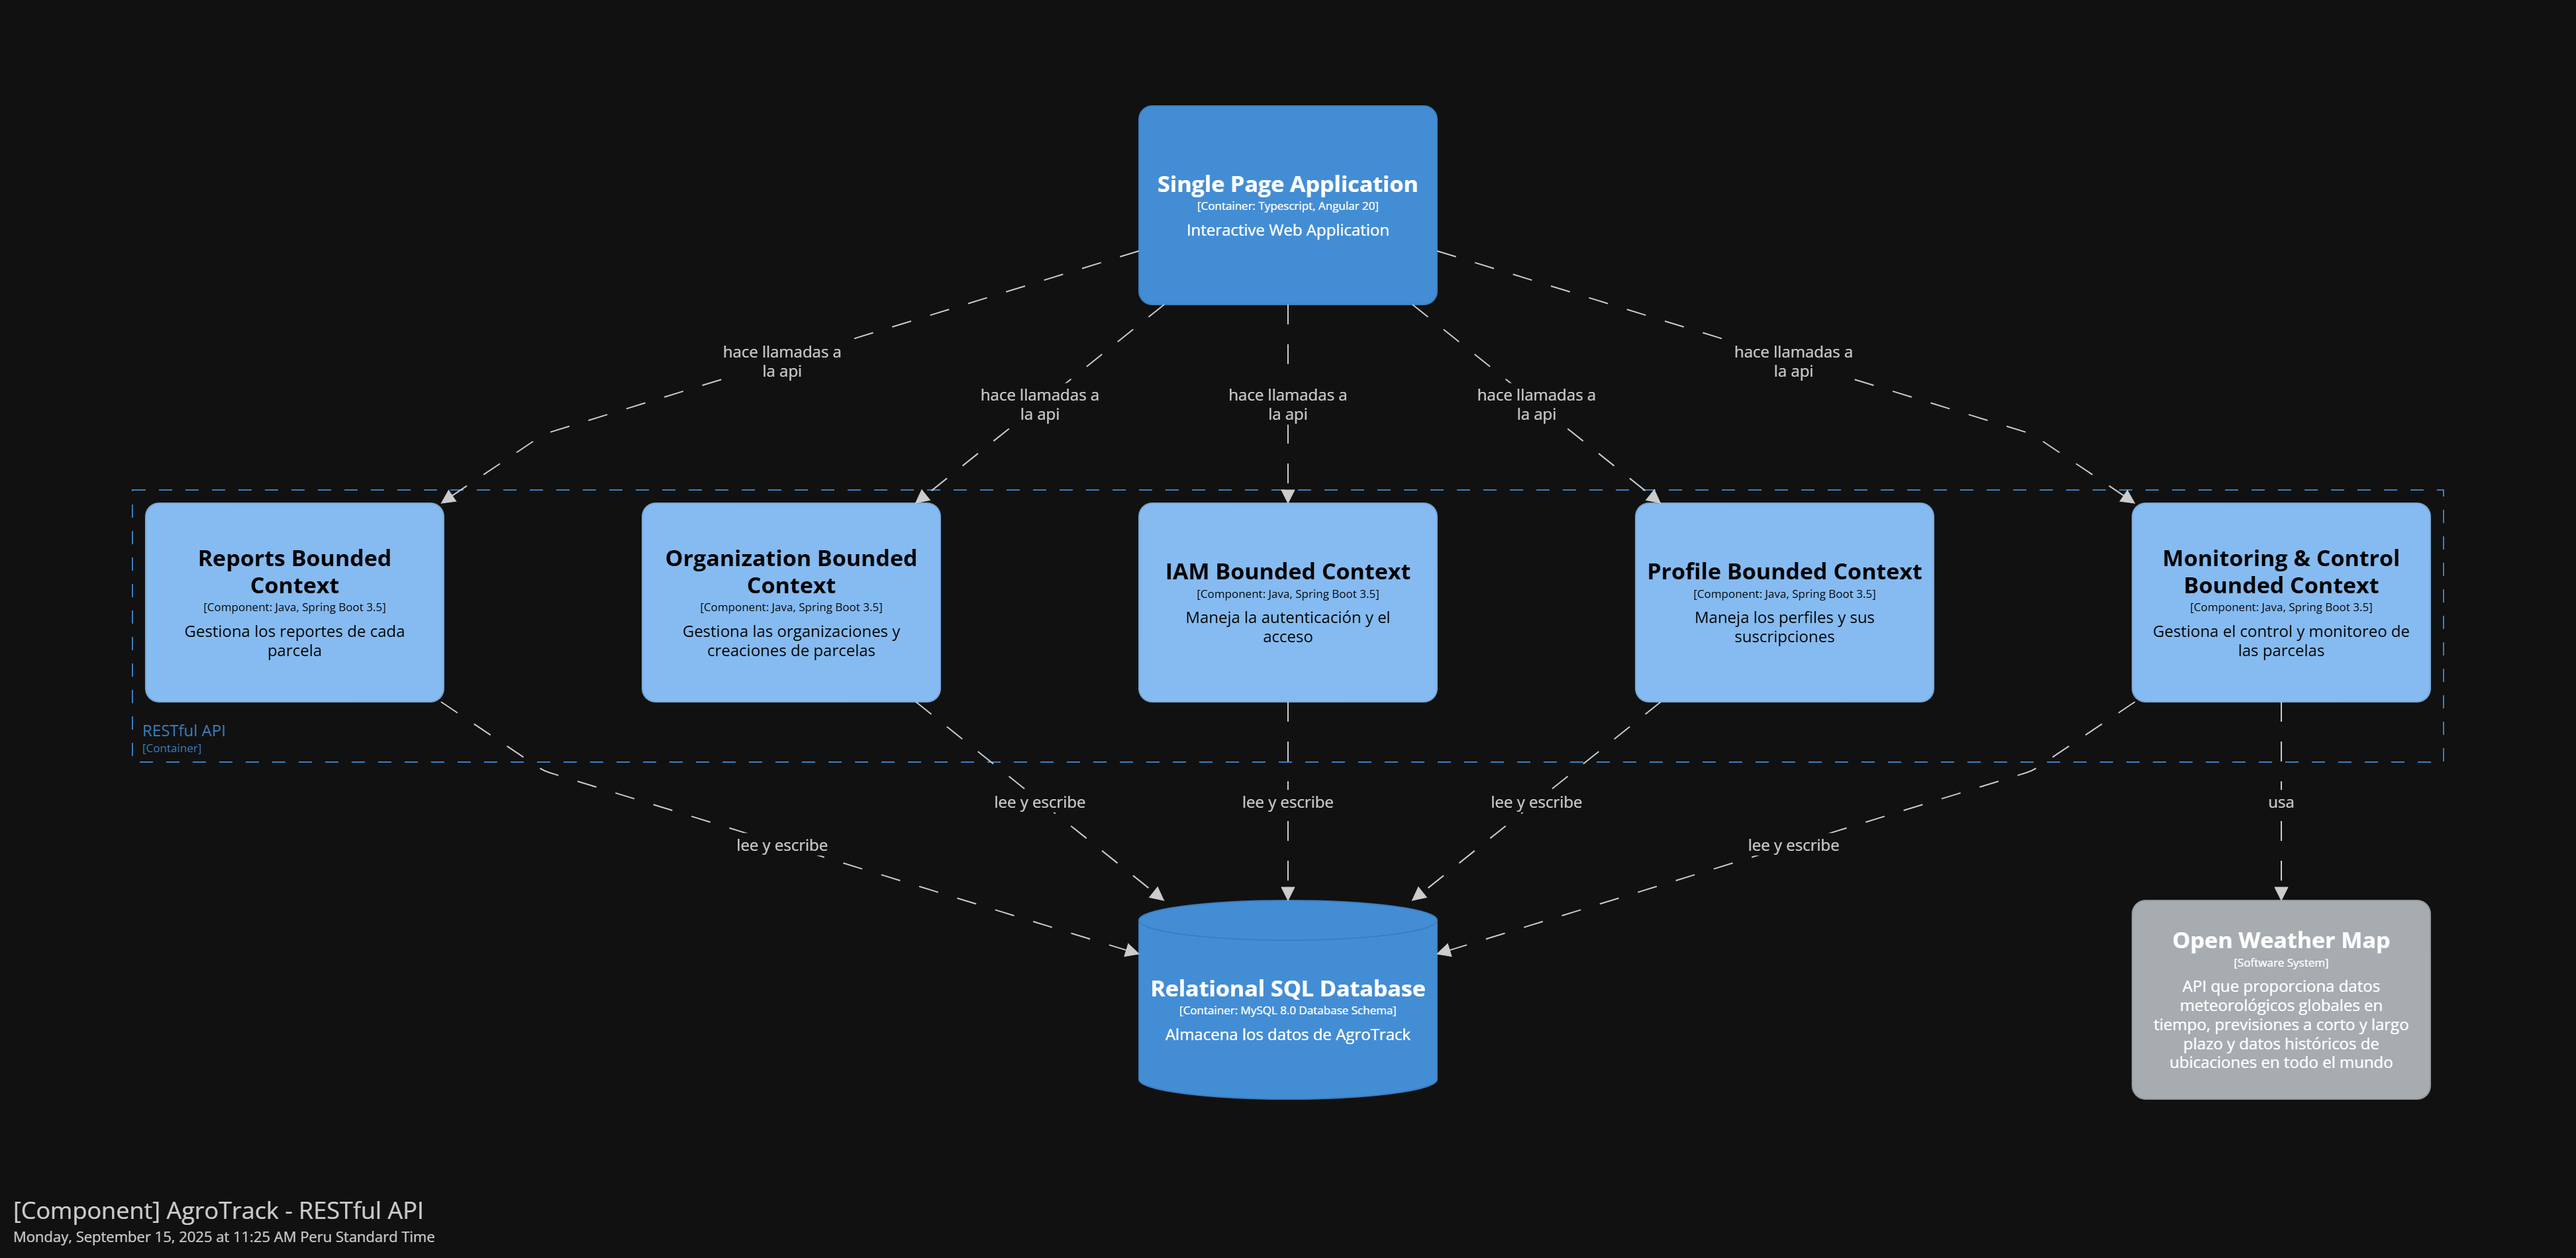 Single Page Application
[Container: Typescript, Angular 20]
Interactive Web Application
hace llamadas a
la api
hace llamadas a
la api
hace llamadas a
la api
hace llamadas a
la api
hace llamadas a
la api
Reports Bounded
Context
[Component: Java, Spring Boot 3.5]
Gestiona los reportes de cada
parcela
Organization Bounded
Context
[Component: Java, Spring Boot 3.5]
Gestiona las organizaciones y
creaciones de parcelas
IAM Bounded Context
[Component: Java, Spring Boot 3.5]
Maneja la autenticación y el
acceso
Profile Bounded Context
[Component: Java, Spring Boot 3.5]
Maneja los perfiles y sus
suscripciones
Monitoring & Control
Bounded Context
[Component: Java, Spring Boot 3.5]
Gestiona el control y monitoreo de
las parcelas
RESTful API
[Container]
lee y escribe
lee y escribe
lee y escribe
lee y escribe
lee y escribe
usa
Relational SQL Database
[Container: MySQL 8.0 Database Schema]
Almacena los datos de AgroTrack
Open Weather Map
[Software System]
API que proporciona datos
meteorológicos globales en
tiempo, previsiones a corto y largo
plazo y datos históricos de
ubicaciones en todo el mundo
[Component] AgroTrack - RESTful API
Monday, September 15, 2025 at 11:25 AM Peru Standard Time